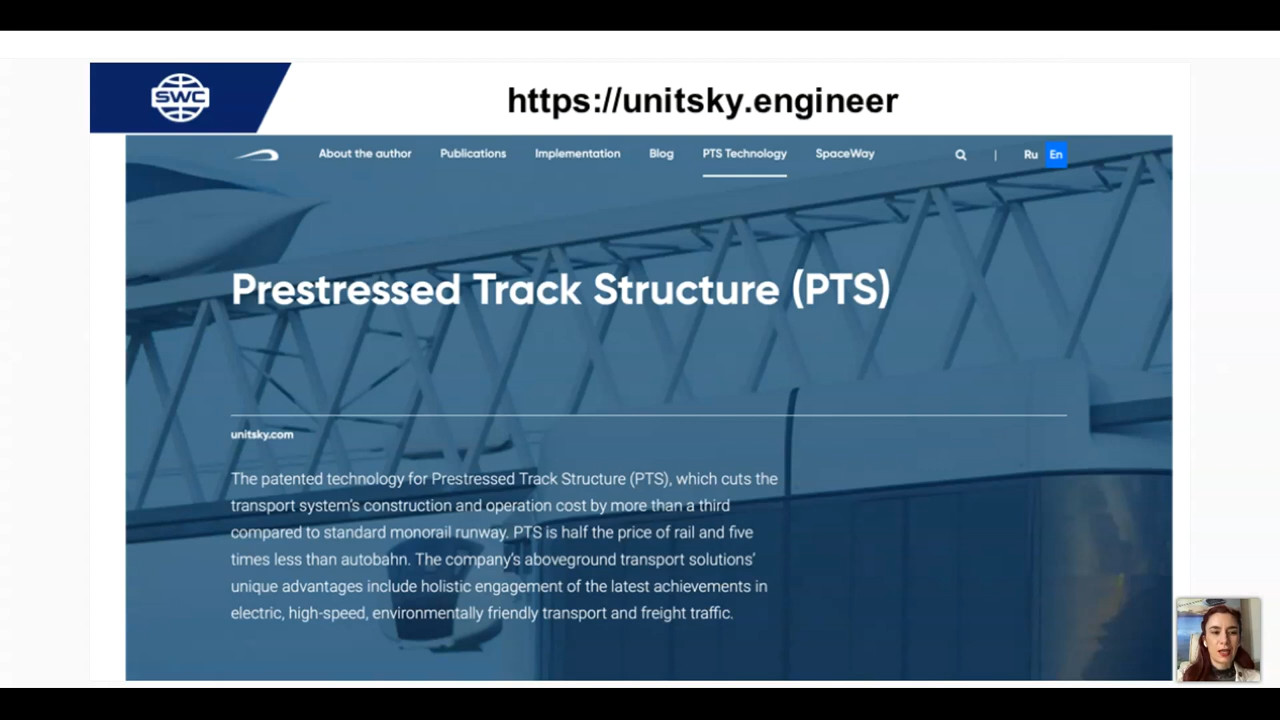 SWC
https://unitsky.engineer
About the author Publications Implementation Blog PTS Technology SpaceWay | Ru En
Prestressed Track Structure (PTS)
unitsky.com
The patented technology for Prestressed Track Structure (PTS), which cuts the
transport system's construction and operation cost by more than a third
compared to standard monorail runway. PTS is half the price of rail and five
times less than autobahn. The company's aboveground transport solutions'
unique advantages include holistic engagement of the latest achievements in
electric, high-speed, environmentally friendly transport and freight traffic.